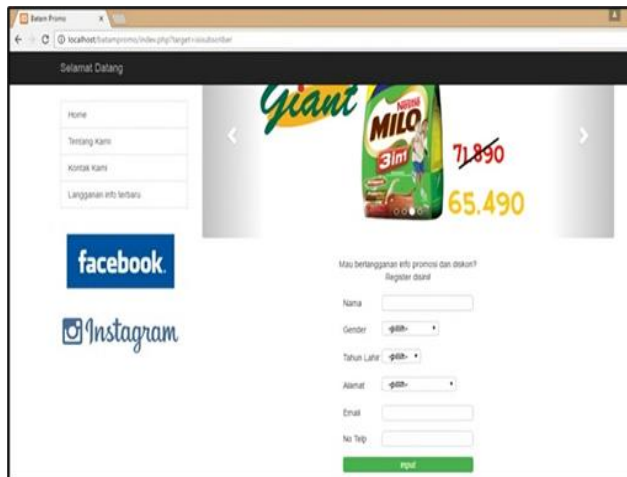 Batam Promo
localhost/batampromo/index.php?target=
Selamat Datang
Home
Tentang Kami
Kontak Kami
Langganan info terbaru
facebook.
Instagram
Giant
Nestlé
MILO
3in1
71.890
65.490
Mau berlangganan info promosi dan diskon?
Register disini!
Nama
Gender -pilih-
Tahun Lahir -pilih-
Alamat -pilih-
Email
No Telp
Input